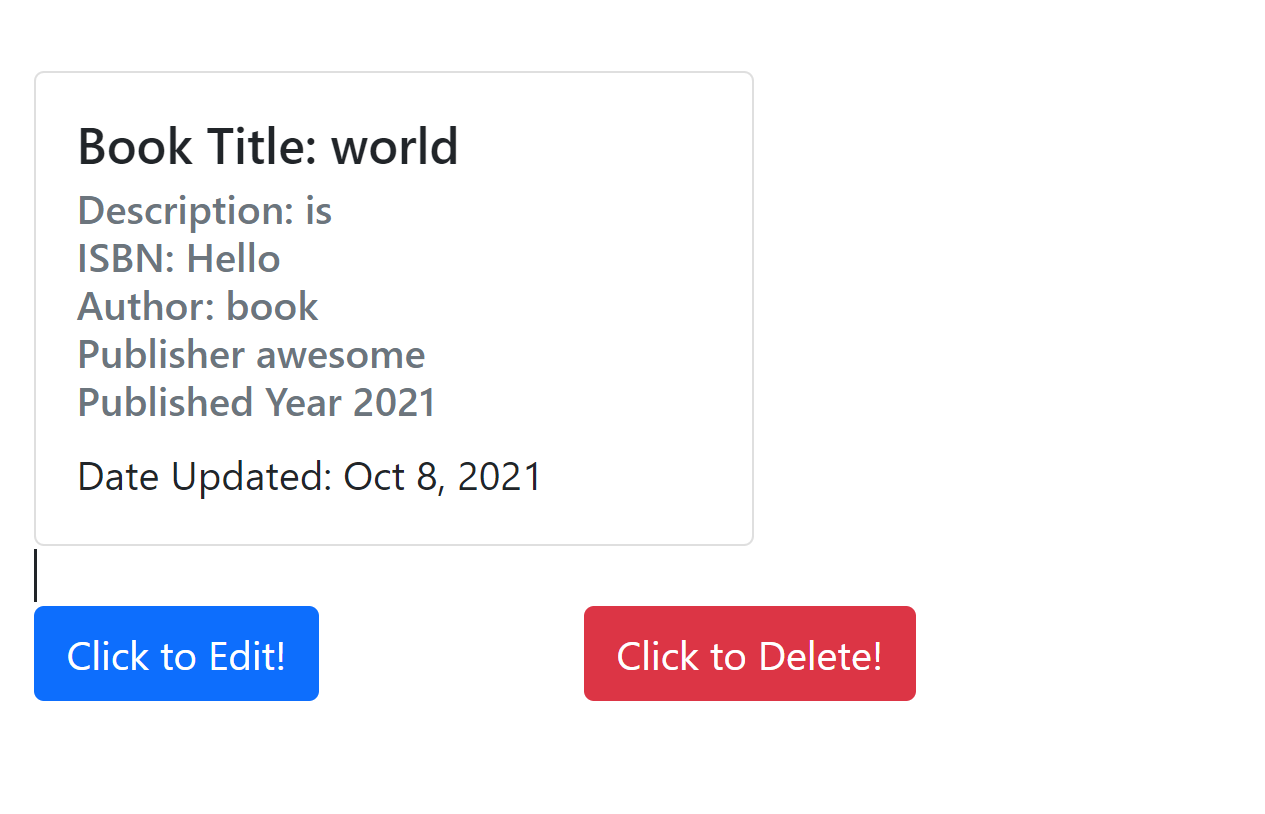 Book Title: world
Description: is
ISBN: Hello
Author: book
Publisher awesome
Published Year 2021
Date Updated: Oct 8, 2021
Click to Edit!
Click to Delete!